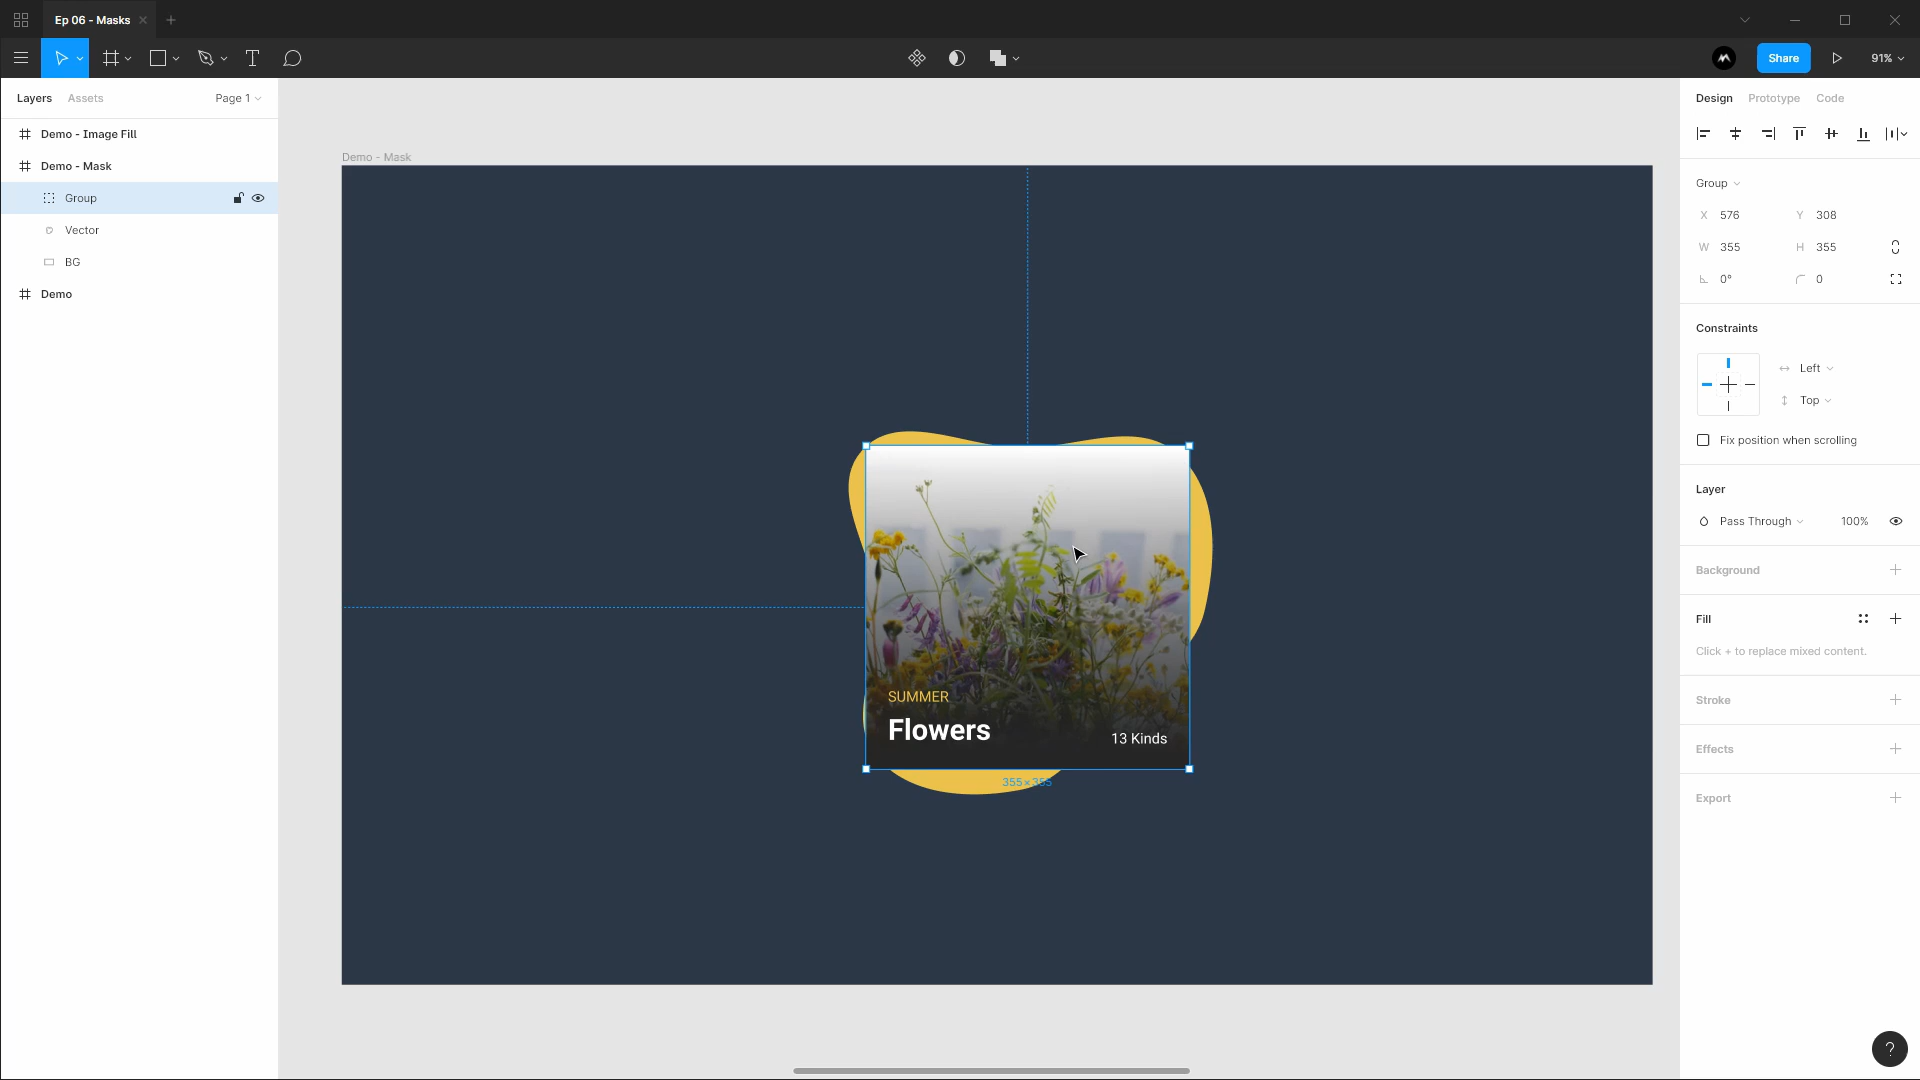 Ep 06 - Masks
Share
91%
Layers
Assets
Page 1
Demo - Image Fill
Demo - Mask
Group
Vector
BG
Demo
Demo - Mask
SUMMER
Flowers
13 Kinds
355×355
Design
Prototype
Code
Group
X 576
Y 308
W 355
H 355
0°
0
Constraints
Left
Top
Fix position when scrolling
Layer
Pass Through
100%
Background
Fill
Click + to replace mixed content.
Stroke
Effects
Export
?